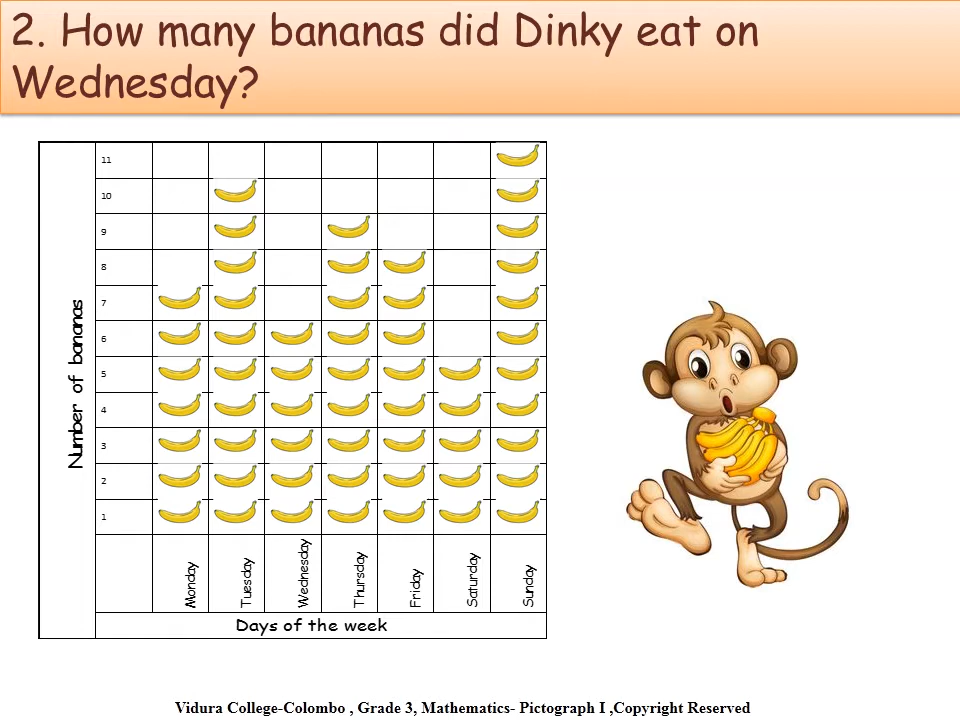 2. How many bananas did Dinky eat on
Wednesday?
Number of bananas
11
10
9
8
7
6
5
4
3
2
1
Monday
Tuesday
Wednesday
Thursday
Friday
Saturday
Sunday
Days of the week
Vidura College-Colombo , Grade 3, Mathematics- Pictograph I ,Copyright Reserved